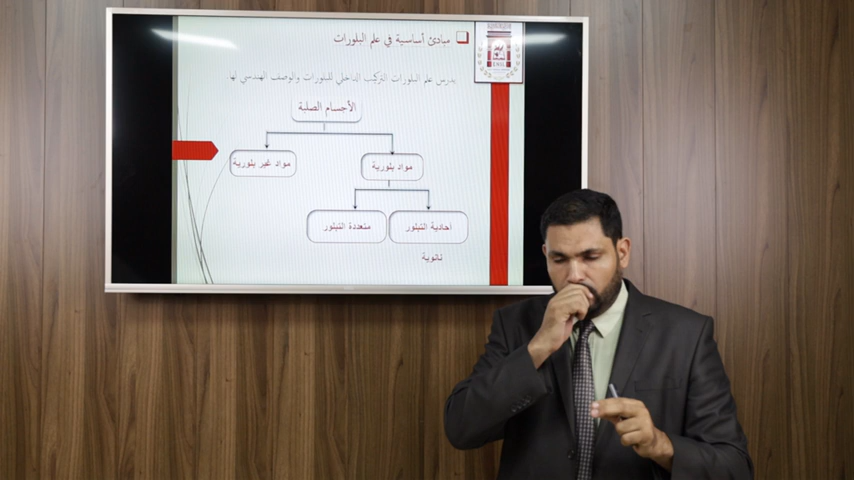 مبادئ أساسية في علم البلورات
يدرس علم البلورات التركيب الداخلي للبلورات والوصف الهندسي لها.
الأجسام الصلبة
مواد بلورية
مواد غير بلورية
أحادية التبلور
متعددة التبلور
ثانوية